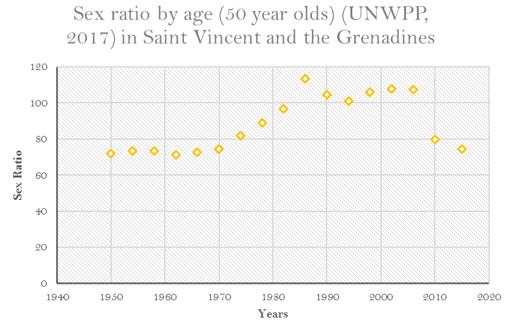 Sex ratio by age (50 year olds) (UNWPP,
2017) in Saint Vincent and the Grenadines
120
100
80
60
40
20
0
Sex Ratio
1940 1950 1960 1970 1980 1990 2000 2010 2020
Years